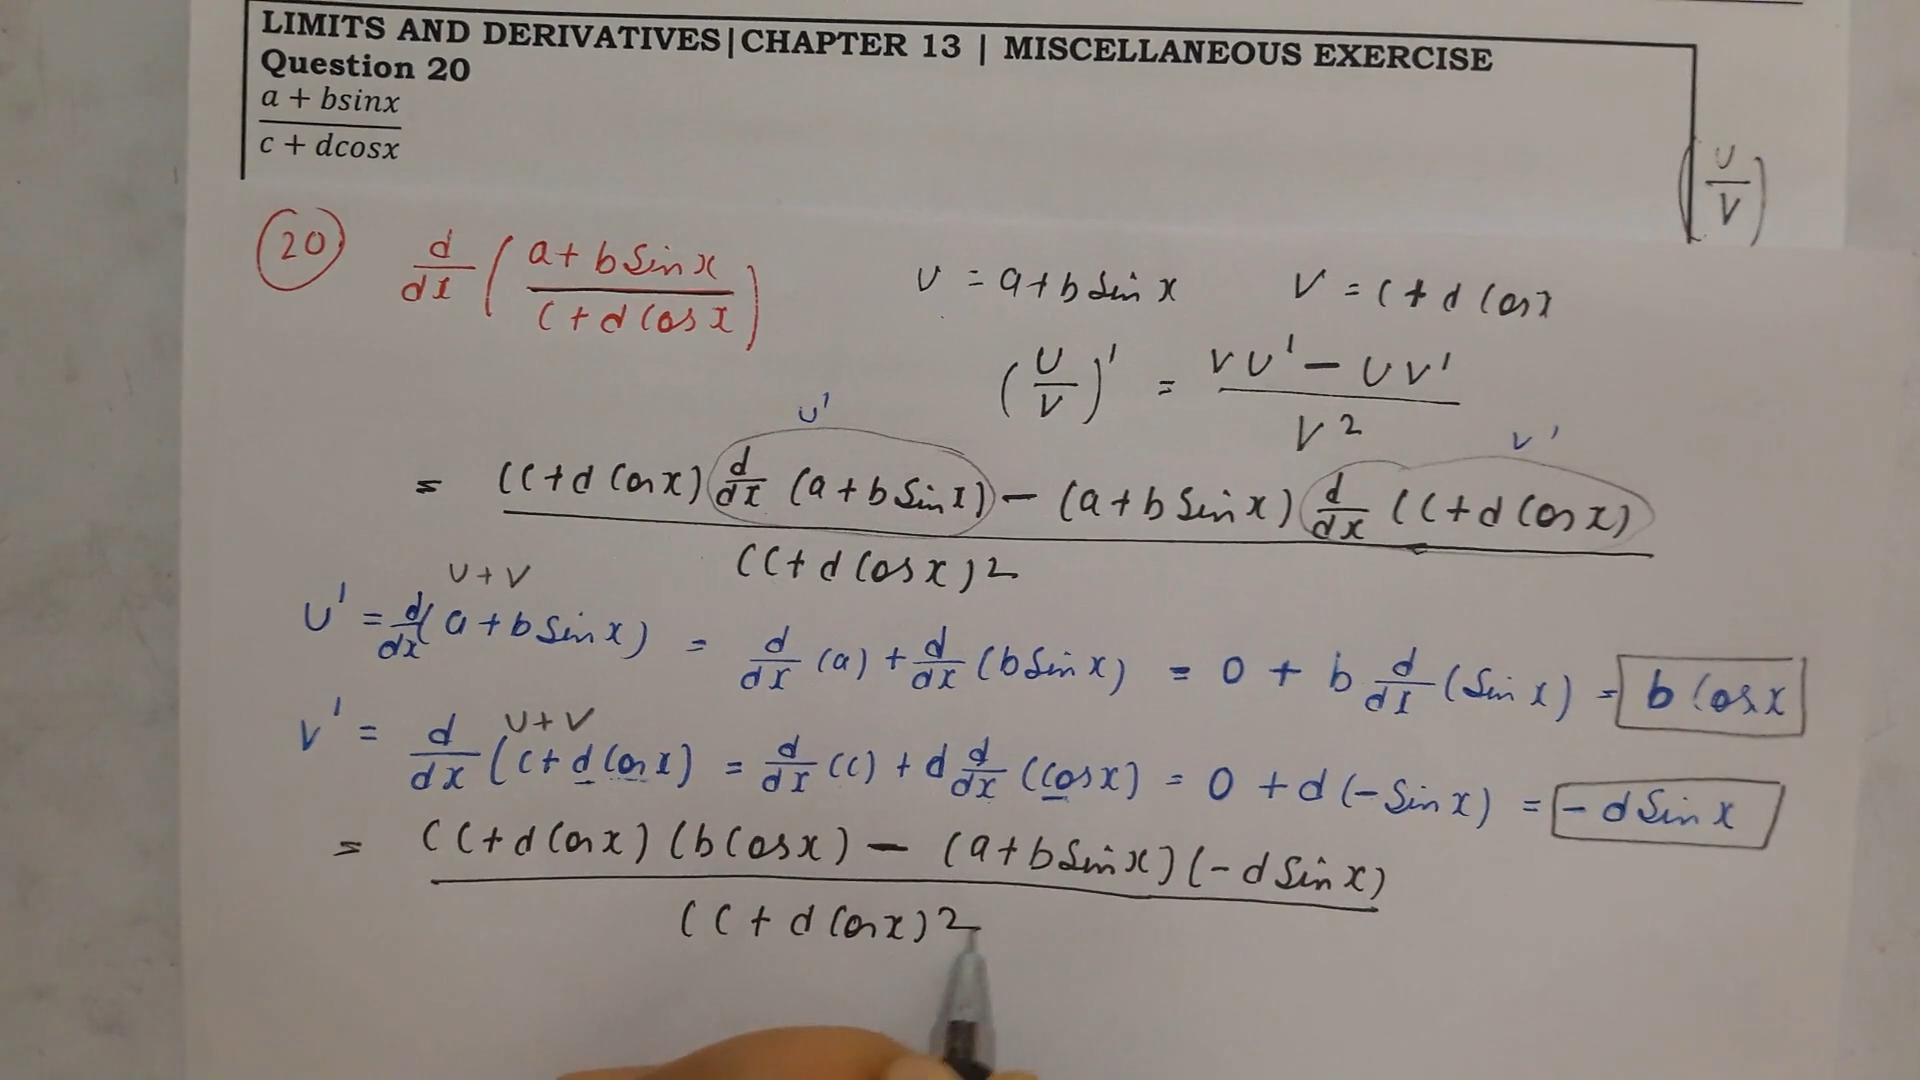 LIMITS AND DERIVATIVES|CHAPTER 13 | MISCELLANEOUS EXERCISE
Question 20
a + bsinx
c + dcosx
(U/V)
20 d/dx ( a+b Sin x / c+d Cos x )
U = a+b Sin x V = c+d Cos x
(U/V)' = VU' - UV' / V²
U' V'
= (c+d Cos x) d/dx (a+b Sin x) - (a+b Sin x) d/dx (c+d Cos x)
(c+d Cos x)2
U+V
U' = d/dx (a+b Sin x) = d/dx (a) + d/dx (b Sin x) = 0 + b d/dx (Sin x) = b Cos x
U+V
V' = d/dx (c+d Cos x) = d/dx (c) + d d/dx (Cos x) = 0 + d (-Sin x) = - d Sin x
= (c+d Cos x) (b Cos x) - (a+b Sin x) (-d Sin x)
(c+d Cos x)2